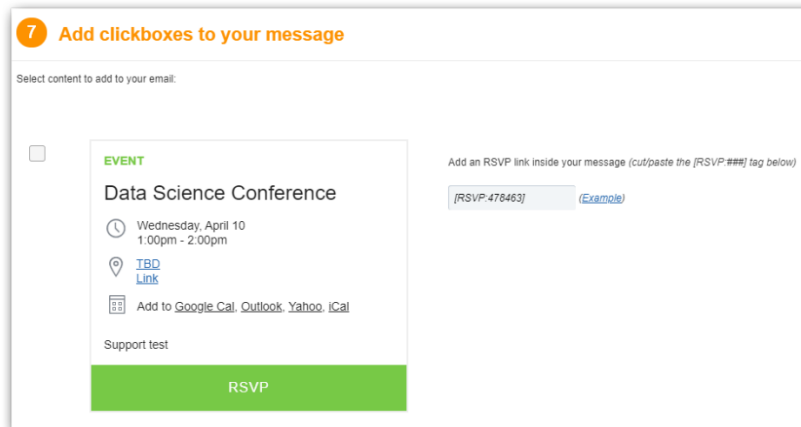 7 Add clickboxes to your message
Select content to add to your email:
EVENT
Data Science Conference
Wednesday, April 10
1:00pm - 2:00pm
TBD
Link
Add to Google Cal, Outlook, Yahoo, iCal
Support test
RSVP
Add an RSVP link inside your message (cut/paste the [RSVP:###] tag below)
[RSVP:478463] (Example)